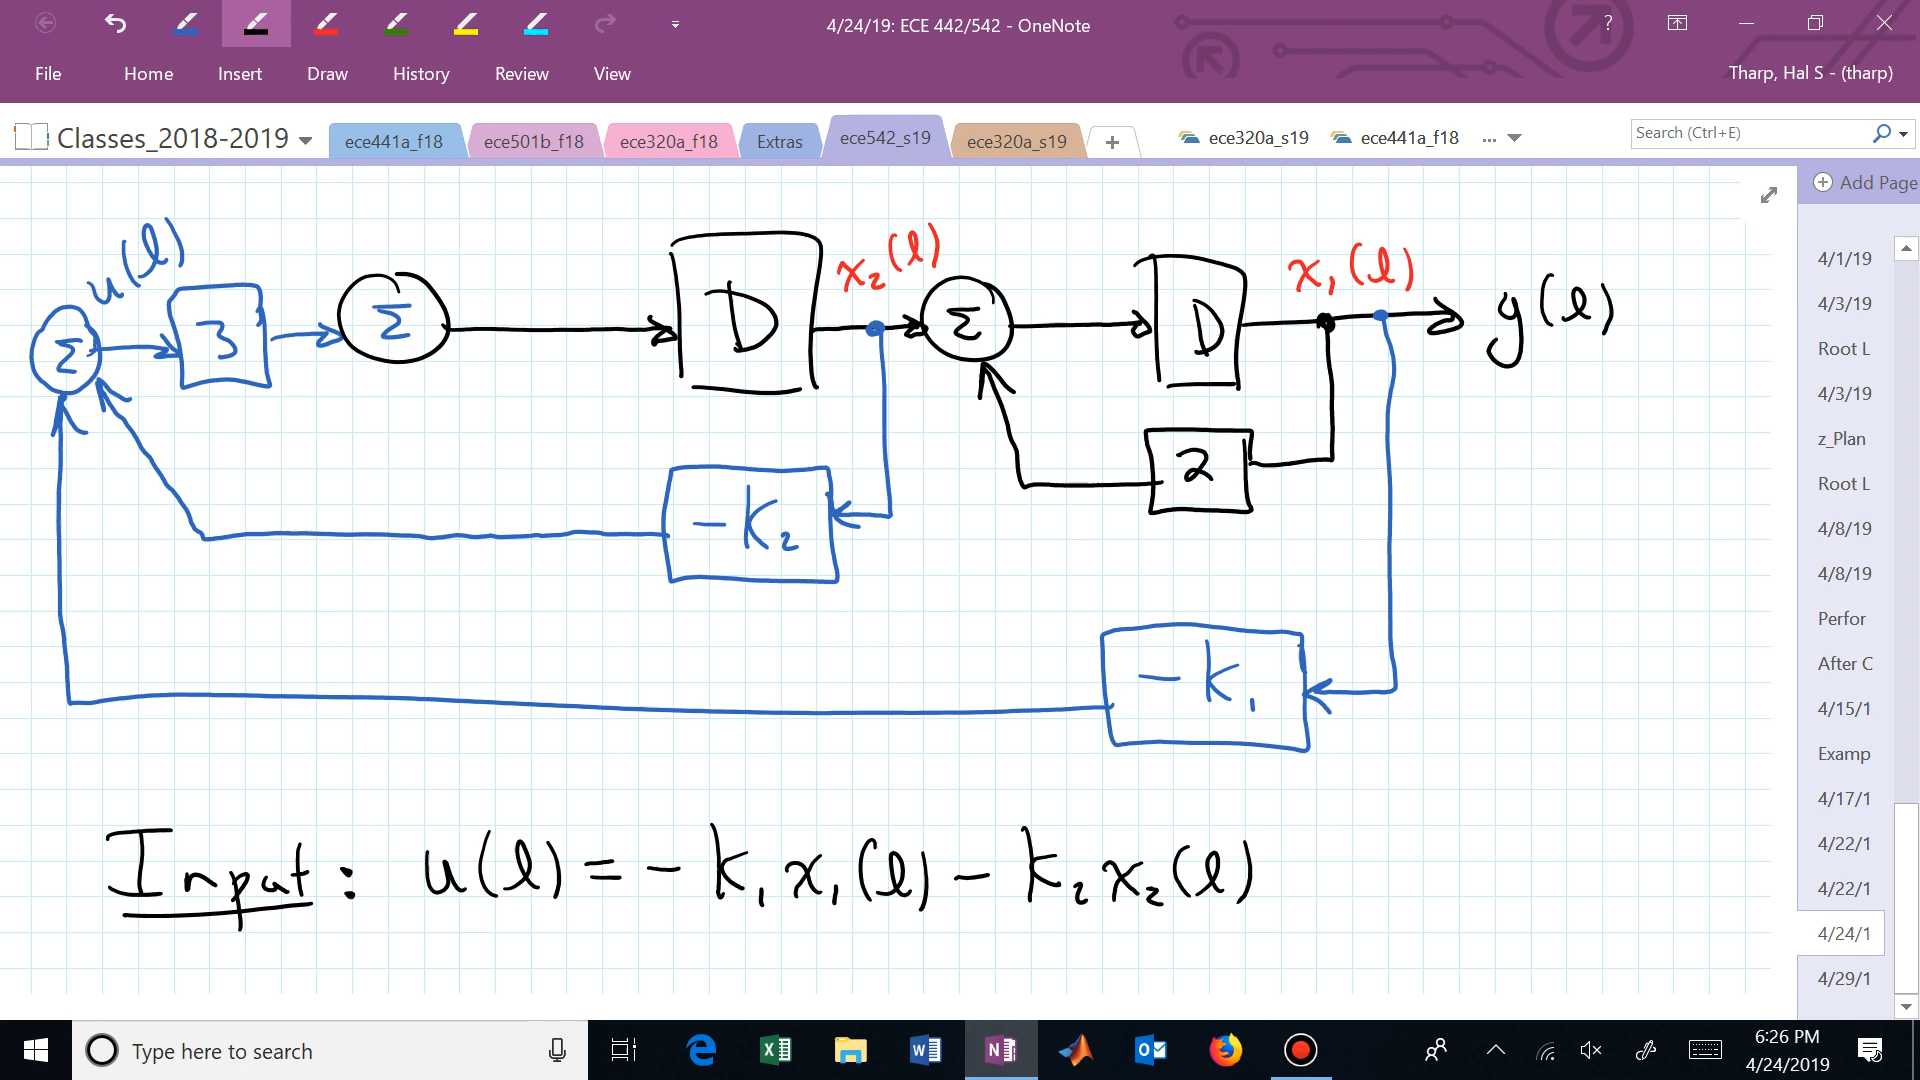 4/24/19: ECE 442/542 - OneNote
?
File Home Insert Draw History Review View
Tharp, Hal S - (tharp)
Classes_2018-2019
ece441a_f18
ece501b_f18
ece320a_f18
Extras
ece542_s19
ece320a_s19
+
ece320a_s19
ece441a_f18
...
Search (Ctrl+E)
Add Page
4/1/19
4/3/19
Root L
4/3/19
z_Plan
Root L
4/8/19
4/8/19
Perfor
After C
4/15/1
Examp
4/17/1
4/22/1
4/22/1
4/24/1
4/29/1
u(l)
Σ
3
Σ
D
x₂(l)
Σ
D
x₁(l)
y(l)
2
-K₂
-K₁
Input: u(l) = -K₁x₁(l) - K₂x₂(l)
Type here to search
6:26 PM
4/24/2019